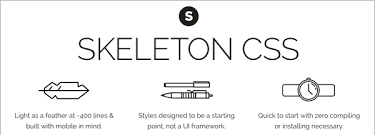 S
SKELETON CSS
Light as a feather at ~400 lines &
built with mobile in mind.
Styles designed to be a starting
point, not a UI framework.
Quick to start with zero compiling
or installing necessary.